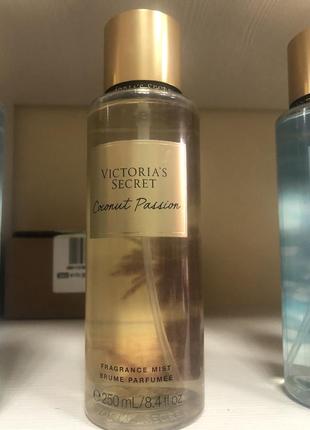 VICTORIA'S
SECRET
Coconut Passion
FRAGRANCE MIST
BRUME PARFUMÉE
℮250 mL/8.4 fl oz